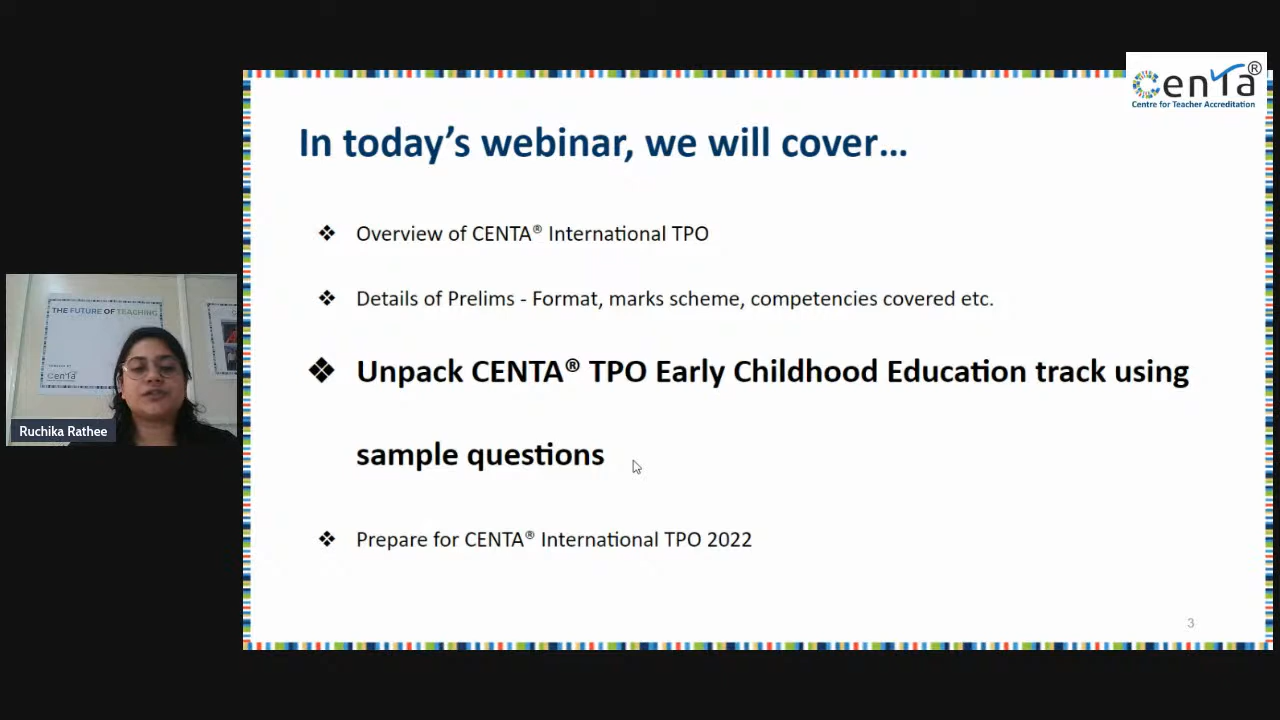 CenTa®
Centre for Teacher Accreditation
In today's webinar, we will cover…
❖ Overview of CENTA® International TPO
❖ Details of Prelims - Format, marks scheme, competencies covered etc.
❖ Unpack CENTA® TPO Early Childhood Education track using
sample questions
❖ Prepare for CENTA® International TPO 2022
3
THE FUTURE OF TEACHING
CenTa
Ruchika Rathee